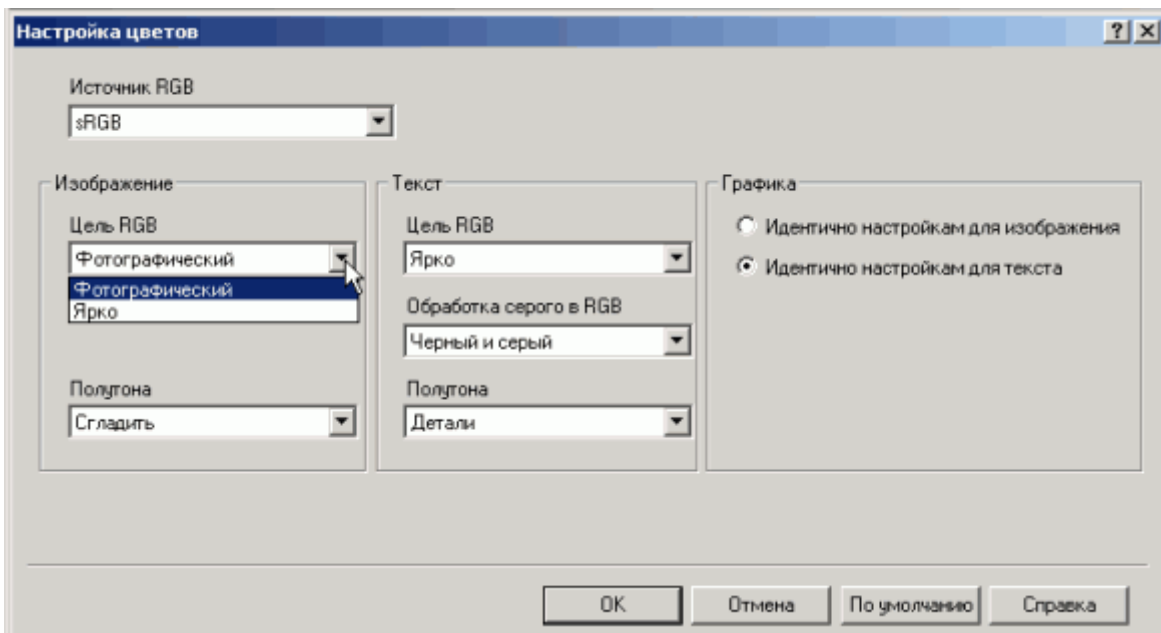 Настройка цветов
Источник RGB
sRGB
Изображение
Цель RGB
Фотографический
Фотографический
Ярко
Полутона
Сгладить
Текст
Цель RGB
Ярко
Обработка серого в RGB
Черный и серый
Полутона
Детали
Графика
Идентично настройкам для изображения
Идентично настройкам для текста
OK
Отмена
По умолчанию
Справка